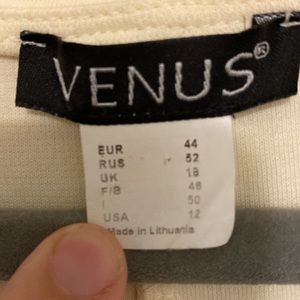 VENUS®
EUR 44
RUS 52
UK 18
F/B 46
I 50
USA 12
Made in Lithuania